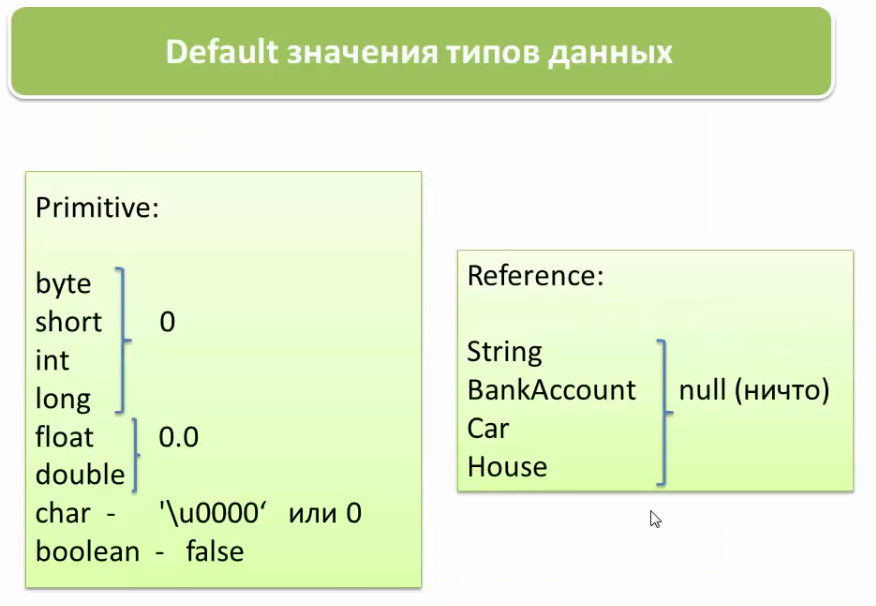 Default значения типов данных
Primitive:
byte
short 0
int
long
float 0.0
double
char - '\u0000‘ или 0
boolean - false
Reference:
String
BankAccount null (ничто)
Car
House